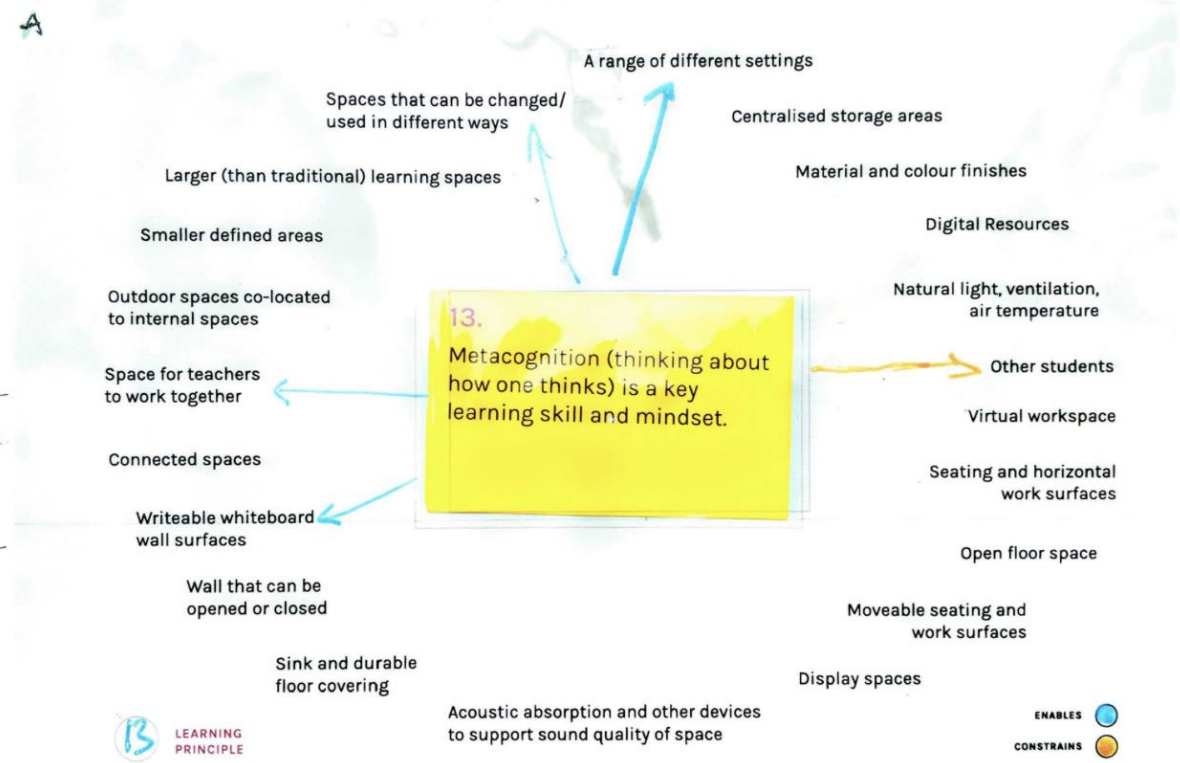 A
A range of different settings
Spaces that can be changed/
used in different ways
Centralised storage areas
Larger (than traditional) learning spaces
Material and colour finishes
Smaller defined areas
Digital Resources
Outdoor spaces co-located
to internal spaces
Natural light, ventilation,
air temperature
13.
Metacognition (thinking about
how one thinks) is a key
learning skill and mindset.
Space for teachers
to work together
Other students
Virtual workspace
Connected spaces
Seating and horizontal
work surfaces
Writeable whiteboard
wall surfaces
Open floor space
Wall that can be
opened or closed
Moveable seating and
work surfaces
Sink and durable
floor covering
Display spaces
Acoustic absorption and other devices
to support sound quality of space
13
LEARNING
PRINCIPLE
ENABLES
CONSTRAINS